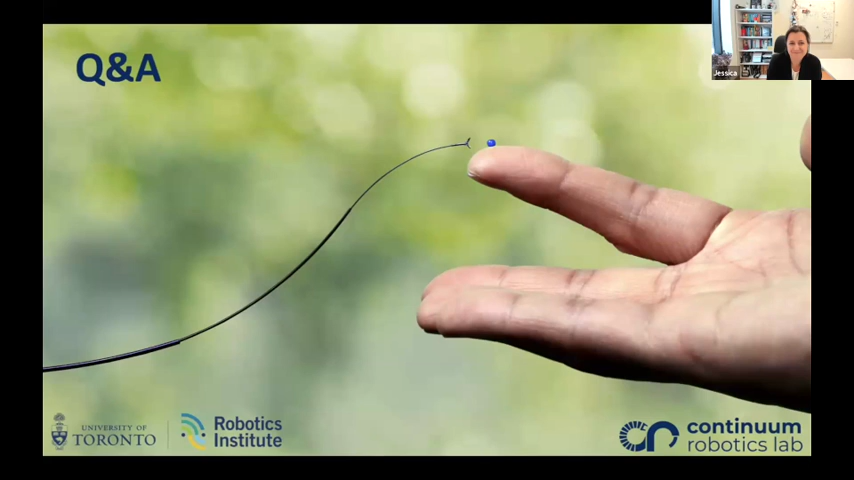 Q&A
Jessica
UNIVERSITY OF
TORONTO
Robotics
Institute
continuum
robotics lab